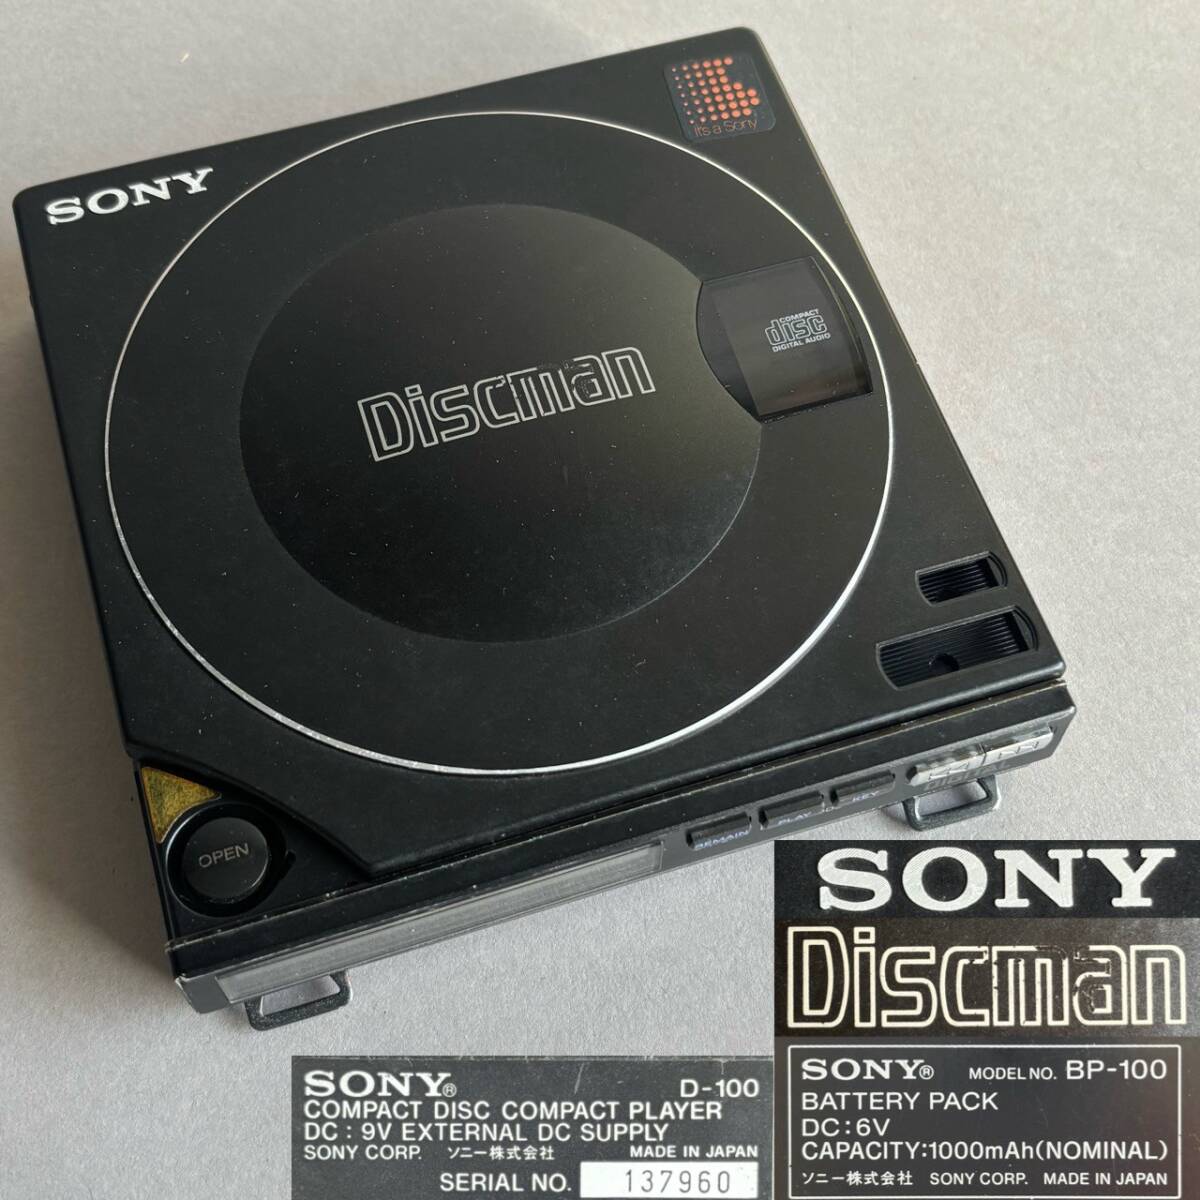 SONY
It's a Sony
COMPACT
disc
DIGITAL AUDIO
Discman
OPEN
REMAIN
PLAY MODE
KEY
DIGITAL
SONY
Discman
SONY® D-100
COMPACT DISC COMPACT PLAYER
DC : 9V EXTERNAL DC SUPPLY
SONY CORP. ソニー株式会社 MADE IN JAPAN
SERIAL NO. 137960
SONY® MODEL NO. BP-100
BATTERY PACK
DC:6V
CAPACITY:1000mAh(NOMINAL)
ソニー株式会社 SONY CORP. MADE IN JAPAN